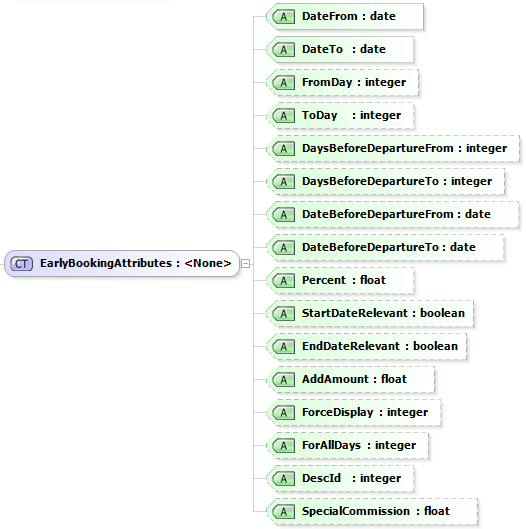 A DateFrom : date
A DateTo : date
A FromDay : integer
A ToDay : integer
A DaysBeforeDepartureFrom : integer
A DaysBeforeDepartureTo : integer
A DateBeforeDepartureFrom : date
A DateBeforeDepartureTo : date
CT EarlyBookingAttributes : <None>
A Percent : float
A StartDateRelevant : boolean
A EndDateRelevant : boolean
A AddAmount : float
A ForceDisplay : integer
A ForAllDays : integer
A DescId : integer
A SpecialCommission : float